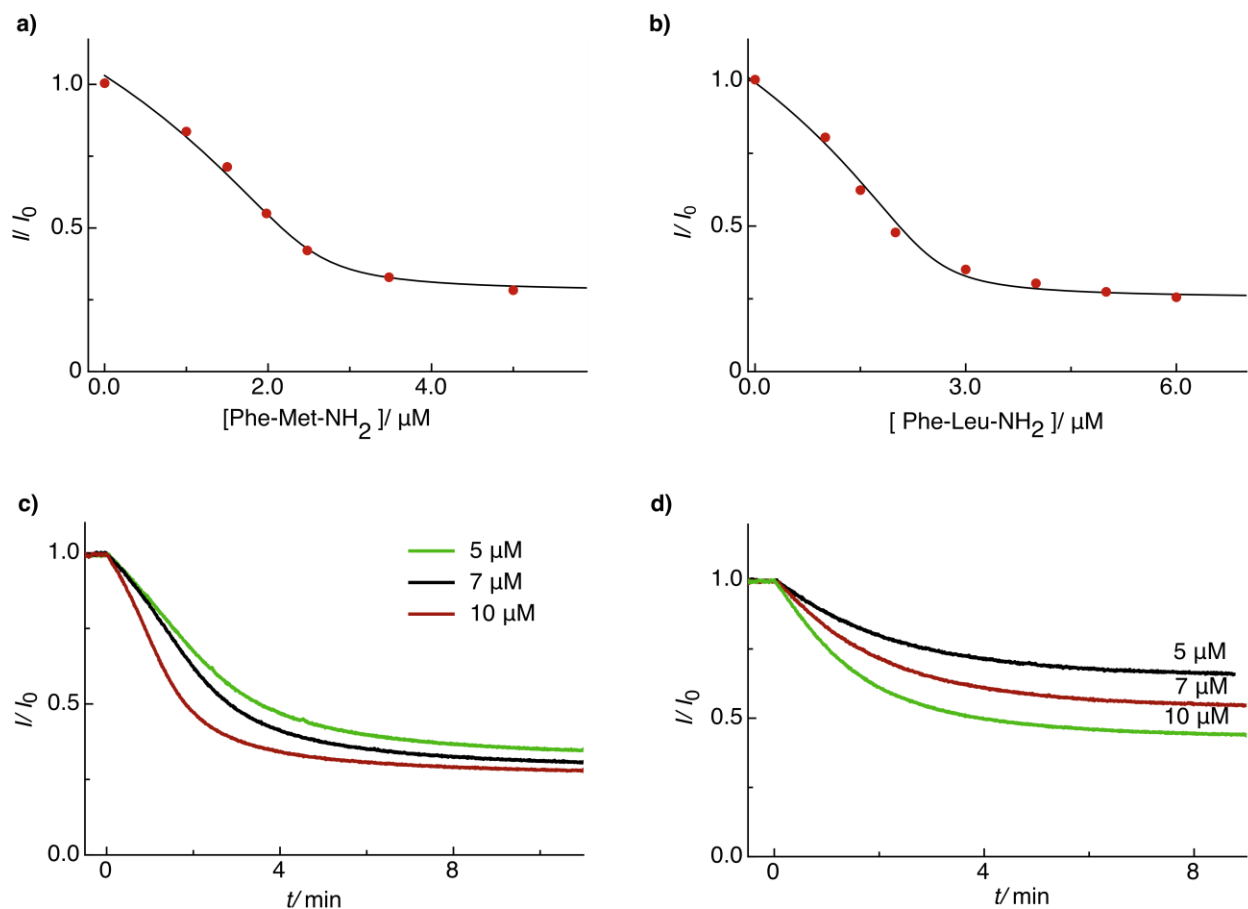 a)
1.0
0.5
0
I/ I0
0.0 2.0 4.0
[Phe-Met-NH2 ]/ μM
b)
1.0
0.5
0
I/ I0
0.0 3.0 6.0
[ Phe-Leu-NH2 ]/ μM
c)
5 μM
7 μM
10 μM
1.0
0.5
0.0
I/ I0
0 4 8
t/ min
d)
1.0
0.5
0.0
I/ I0
5 μM
7 μM
10 μM
0 4 8
t/ min